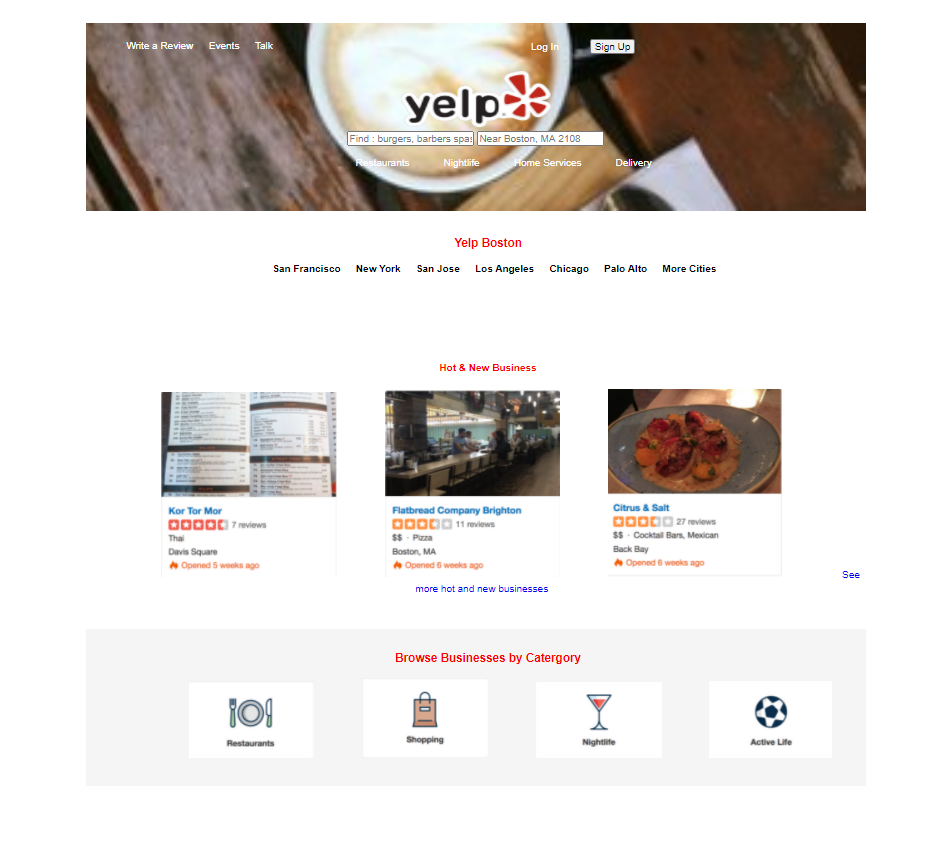 Write a Review Events Talk Log In Sign Up
yelp
Find : burgers, barbers spas Near Boston, MA 2108
Restaurants Nightlife Home Services Delivery
Yelp Boston
San Francisco New York San Jose Los Angeles Chicago Palo Alto More Cities
Hot & New Business
Kor Tor Mor
7 reviews
Thai
Davis Square
Opened 5 weeks ago
Flatbread Company Brighton
11 reviews
$$ · Pizza
Boston, MA
Opened 6 weeks ago
Citrus & Salt
27 reviews
$$ · Cocktail Bars, Mexican
Back Bay
Opened 6 weeks ago
See
more hot and new businesses
Browse Businesses by Catergory
Restaurants Shopping Nightlife Active Life